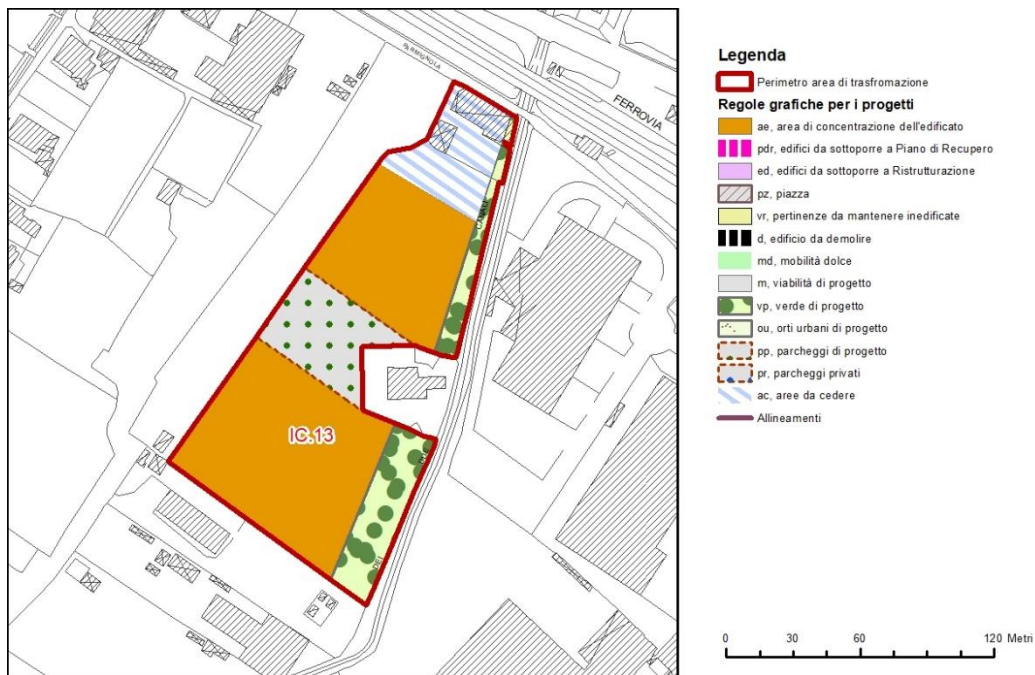 PARMIGNOLA
FERROVIA
CANALE
DEI
IC.13
Legenda
Perimetro area di trasfromazione
Regole grafiche per i progetti
ae, area di concentrazione dell'edificato
pdr, edifici da sottoporre a Piano di Recupero
ed, edifici da sottoporre a Ristrutturazione
pz, piazza
vr, pertinenze da mantenere inedificate
d, edificio da demolire
md, mobilità dolce
m, viabilità di progetto
vp, verde di progetto
ou, orti urbani di progetto
pp, parcheggi di progetto
pr, parcheggi privati
ac, aree da cedere
Allineamenti
0 30 60 120 Metri